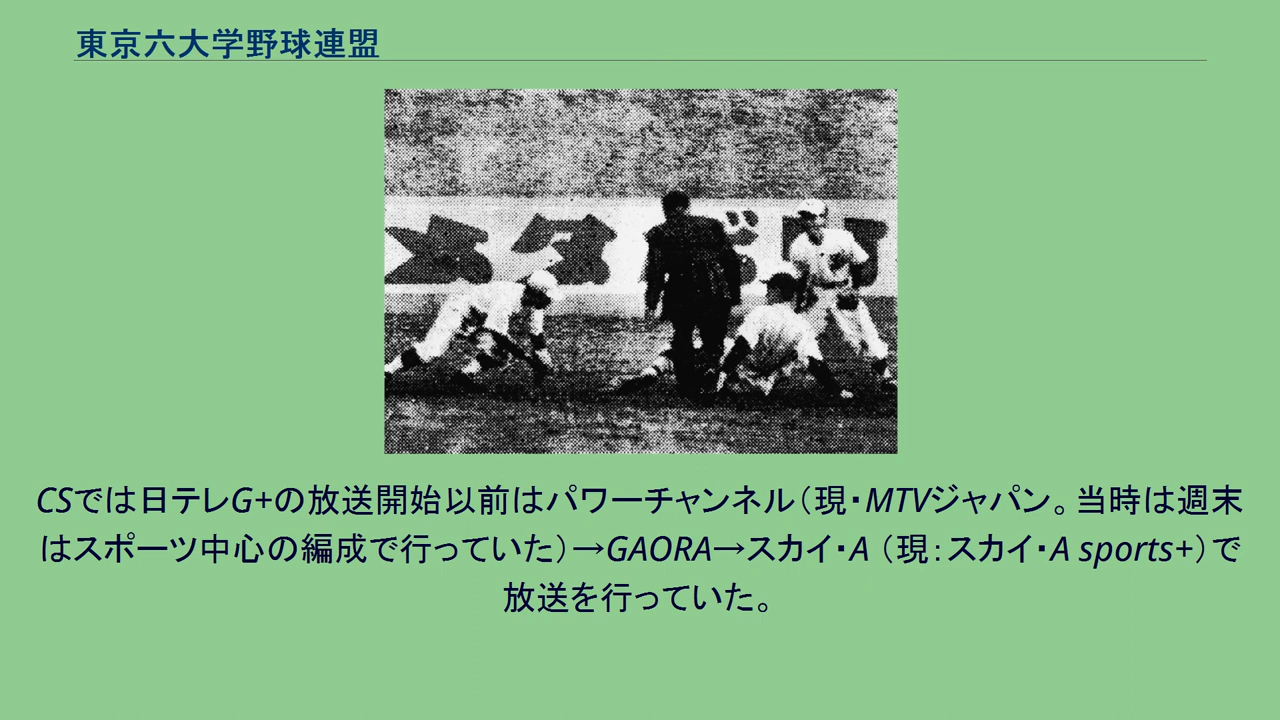 東京六大学野球連盟
CSでは日テレG+の放送開始以前はパワーチャンネル（現・MTVジャパン。当時は週末
はスポーツ中心の編成で行っていた）→GAORA→スカイ・A（現：スカイ・A sports+）で
放送を行っていた。